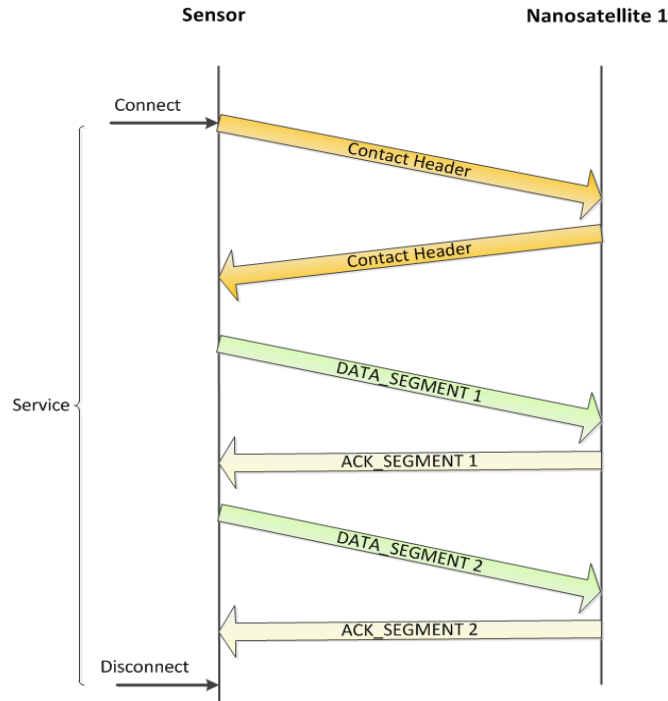 Sensor
Nanosatellite 1
Connect
Contact Header
Contact Header
DATA_SEGMENT 1
Service
ACK_SEGMENT 1
DATA_SEGMENT 2
ACK_SEGMENT 2
Disconnect